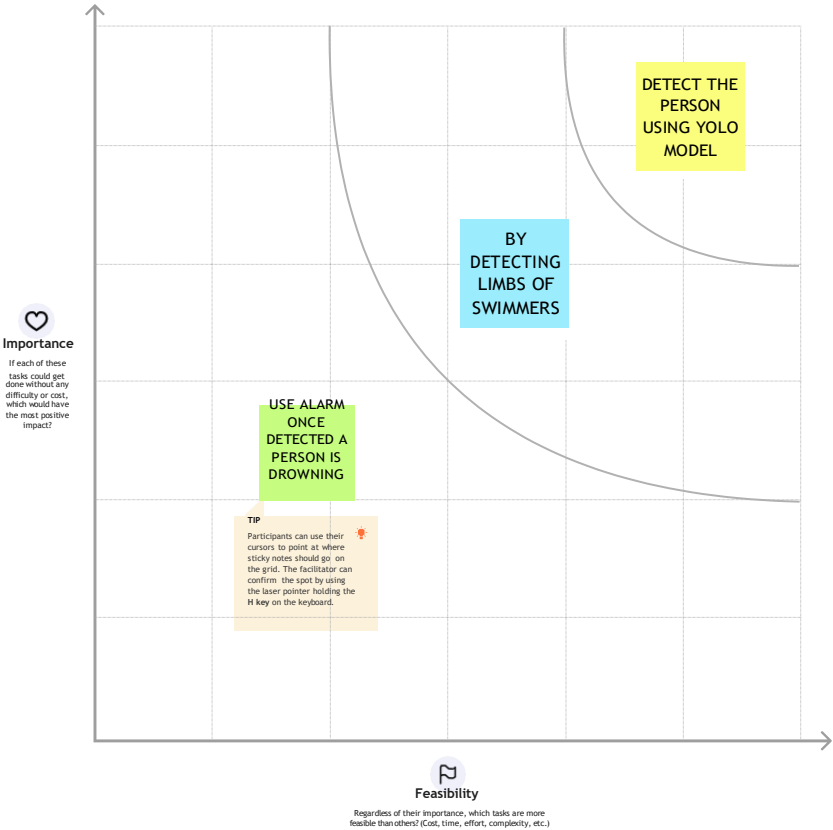 DETECT THE
PERSON
USING YOLO
MODEL
BY
DETECTING
LIMBS OF
SWIMMERS
Importance
If each of these
tasks could get
done without any
difficulty or cost,
which would have
the most positive
impact?
USE ALARM
ONCE
DETECTED A
PERSON IS
DROWNING
TIP
Participants can use their
cursors to point at where
sticky notes should go on
the grid. The facilitator can
confirm the spot by using
the laser pointer holding the
H key on the keyboard.
Feasibility
Regardless of their importance, which tasks are more
feasible than others? (Cost, time, effort, complexity, etc.)